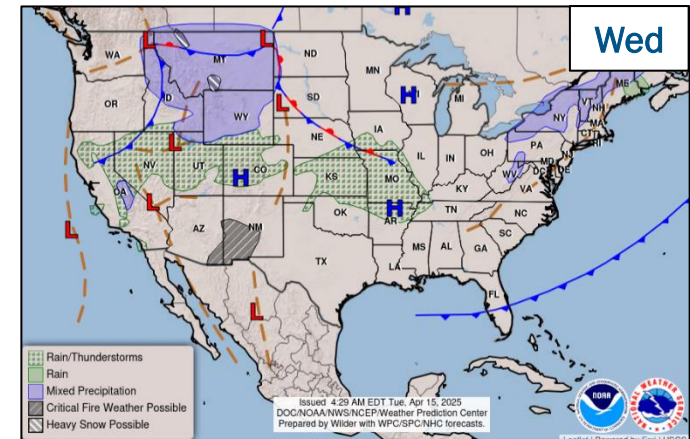 Wed
H
L
L
WA
MT
ND
MN
ME
OR
ID
SD
L
H
WI
MI
VT
NH
NY
MA
CT
RI
WY
L
NE
IA
IL
IN
OH
PA
NJ
MD
DE
DC
WV
VA
NV
UT
CO
H
KS
MO
KY
CA
L
OK
H
AR
TN
NC
L
AZ
NM
TX
MS
AL
GA
SC
LA
FL
L
Rain/Thunderstorms
Rain
Mixed Precipitation
Critical Fire Weather Possible
Heavy Snow Possible
Issued 4:29 AM EDT Tue, Apr 15, 2025
DOC/NOAA/NWS/NCEP/Weather Prediction Center
Prepared by Wilder with WPC/SPC/NHC forecasts.
NOAA